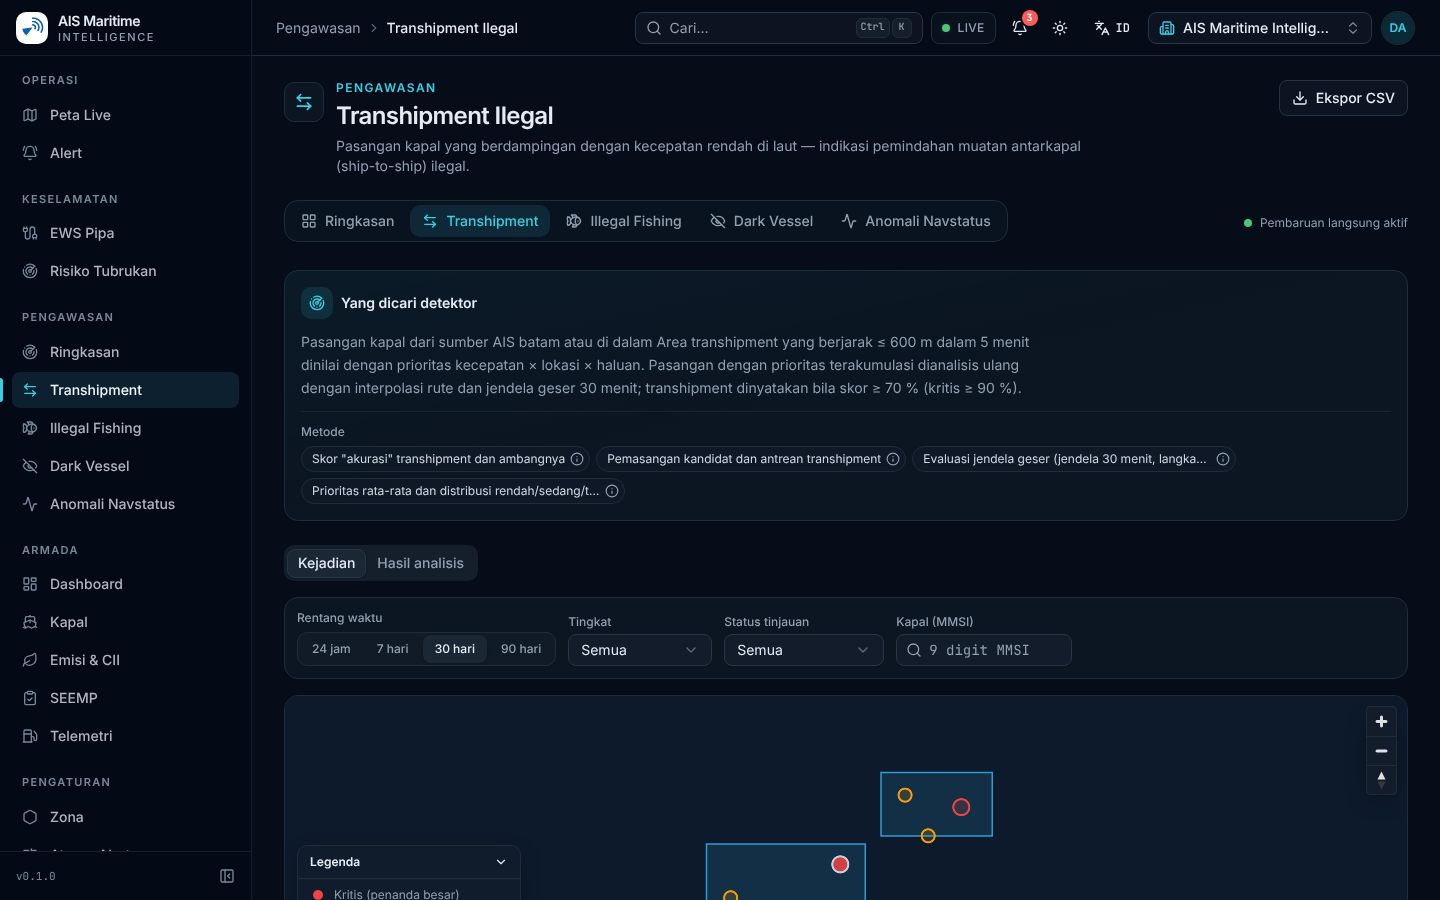 AIS Maritime
INTELLIGENCE
Pengawasan > Transhipment Ilegal
Cari... Ctrl K
LIVE
3
ID
AIS Maritime Intellig...
DA
OPERASI
Peta Live
Alert
KESELAMATAN
EWS Pipa
Risiko Tubrukan
PENGAWASAN
Ringkasan
Transhipment
Illegal Fishing
Dark Vessel
Anomali Navstatus
ARMADA
Dashboard
Kapal
Emisi & CII
SEEMP
Telemetri
PENGATURAN
Zona
v0.1.0
PENGAWASAN
Transhipment Ilegal
Pasangan kapal yang berdampingan dengan kecepatan rendah di laut — indikasi pemindahan muatan antarkapal
(ship-to-ship) ilegal.
Ekspor CSV
Ringkasan Transhipment Illegal Fishing Dark Vessel Anomali Navstatus
Pembaruan langsung aktif
Yang dicari detektor
Pasangan kapal dari sumber AIS batam atau di dalam Area transhipment yang berjarak ≤ 600 m dalam 5 menit
dinilai dengan prioritas kecepatan × lokasi × haluan. Pasangan dengan prioritas terakumulasi dianalisis ulang
dengan interpolasi rute dan jendela geser 30 menit; transhipment dinyatakan bila skor ≥ 70 % (kritis ≥ 90 %).
Metode
Skor "akurasi" transhipment dan ambangnya
Pemasangan kandidat dan antrean transhipment
Evaluasi jendela geser (jendela 30 menit, langka...
Prioritas rata-rata dan distribusi rendah/sedang/t...
Kejadian Hasil analisis
Rentang waktu
24 jam 7 hari 30 hari 90 hari
Tingkat
Semua
Status tinjauan
Semua
Kapal (MMSI)
9 digit MMSI
Legenda
Kritis (penanda besar)